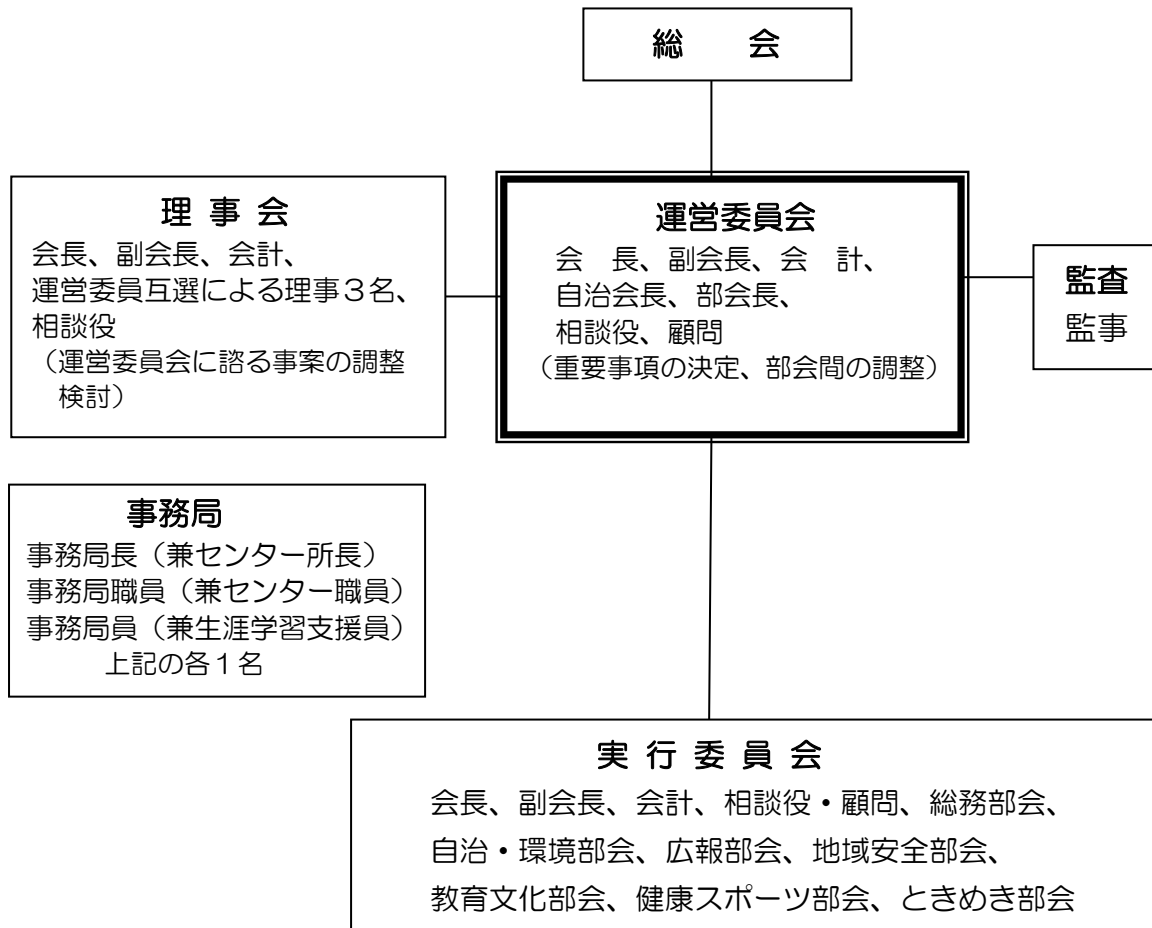 総　　会
理 事 会
会長、副会長、会計、
運営委員互選による理事３名、
相談役
（運営委員会に諮る事案の調整
検討）
運営委員会
会　長、副会長、会　計、
自治会長、部会長、
相談役、顧問
（重要事項の決定、部会間の調整）
監査
監事
事務局
事務局長（兼センター所長）
事務局職員（兼センター職員）
事務局員（兼生涯学習支援員）
上記の各１名
実 行 委 員 会
会長、副会長、会計、相談役・顧問、総務部会、
自治・環境部会、広報部会、地域安全部会、
教育文化部会、健康スポーツ部会、ときめき部会